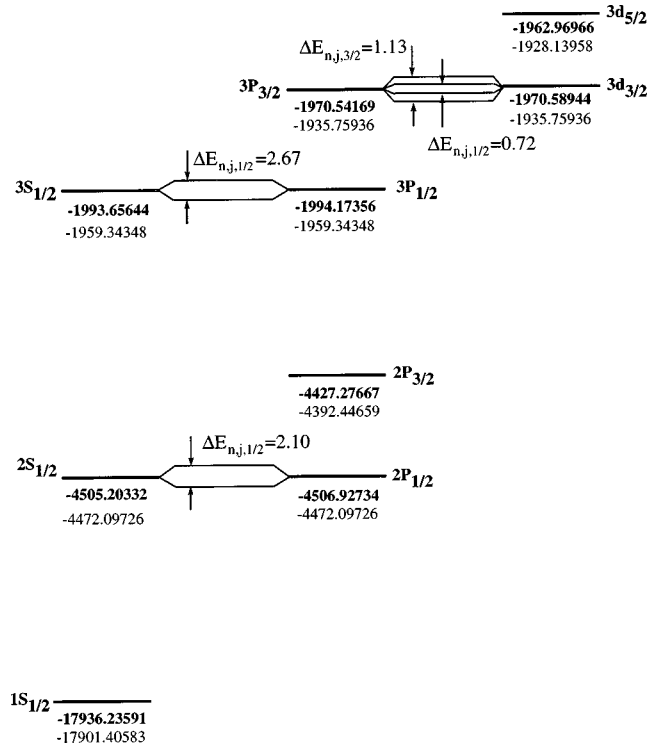 3d5/2
-1962.96966
-1928.13958
ΔEn,j,3/2=1.13
3P3/2
3d3/2
-1970.54169
-1970.58944
-1935.75936
-1935.75936
ΔEn,j,1/2=0.72
ΔEn,j,1/2=2.67
3S1/2
3P1/2
-1993.65644
-1994.17356
-1959.34348
-1959.34348
2P3/2
-4427.27667
-4392.44659
ΔEn,j,1/2=2.10
2S1/2
2P1/2
-4505.20332
-4506.92734
-4472.09726
-4472.09726
1S1/2
-17936.23591
-17901.40583